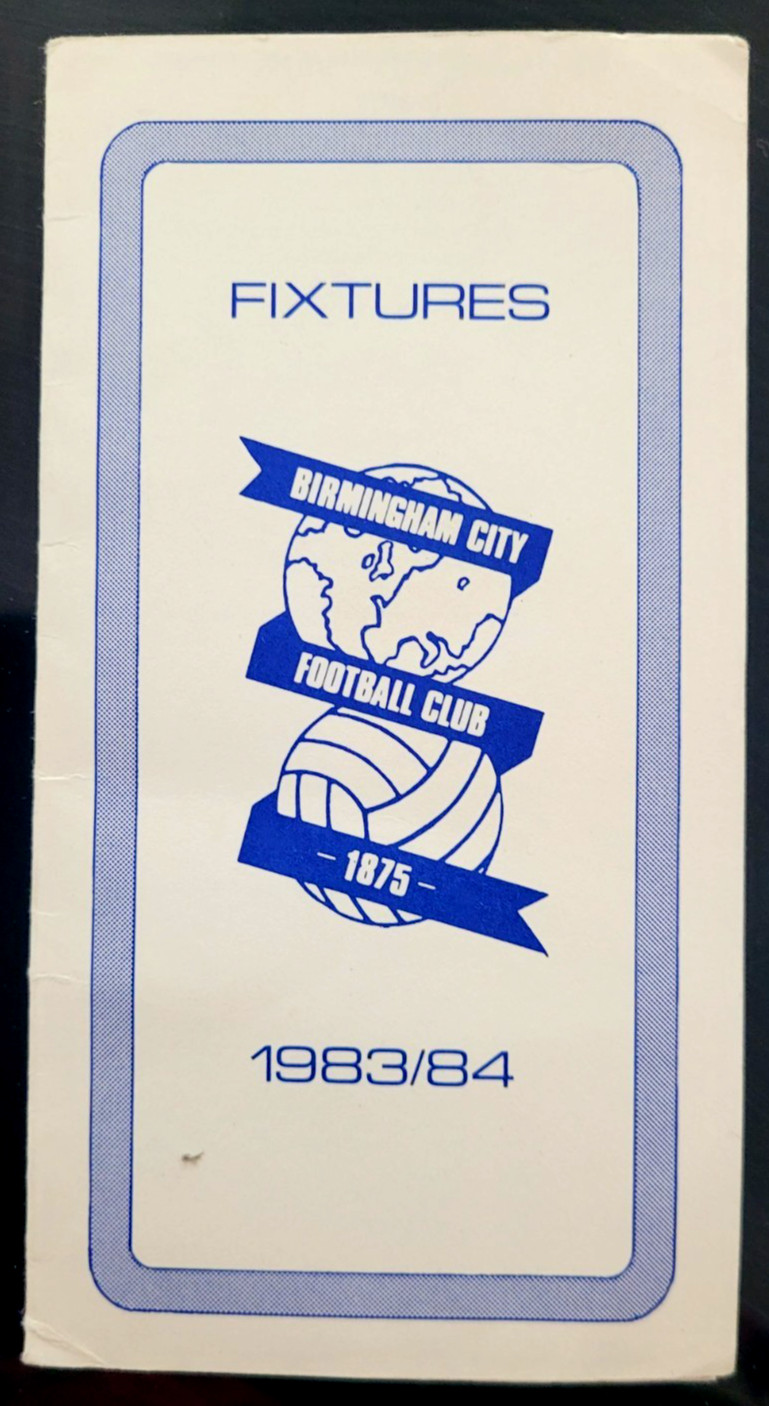 FIXTURES
BIRMINGHAM CITY
FOOTBALL CLUB
– 1875 –
1983/84